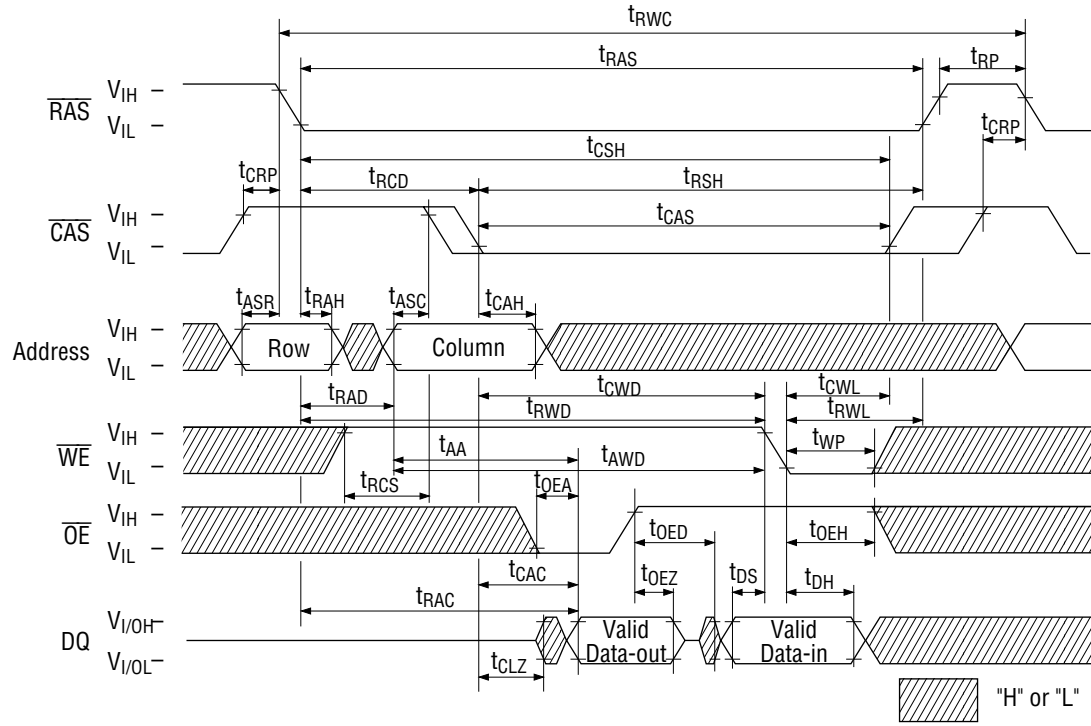 tRWC
tRAS
tRP
RAS
VIH
VIL
tCSH
tCRP
tCRP
tRCD
tRSH
CAS
VIH
VIL
tCAS
tASR
tRAH
tASC
tCAH
Address
VIH
VIL
Row
Column
tRAD
tCWD
tCWL
tRWD
tRWL
WE
VIH
VIL
tAA
tAWD
tWP
tRCS
tOEA
OE
VIH
VIL
tOED
tOEH
tCAC
tOEZ
tDS
tDH
tRAC
DQ
VI/OH
VI/OL
Valid
Data-out
Valid
Data-in
tCLZ
"H" or "L"